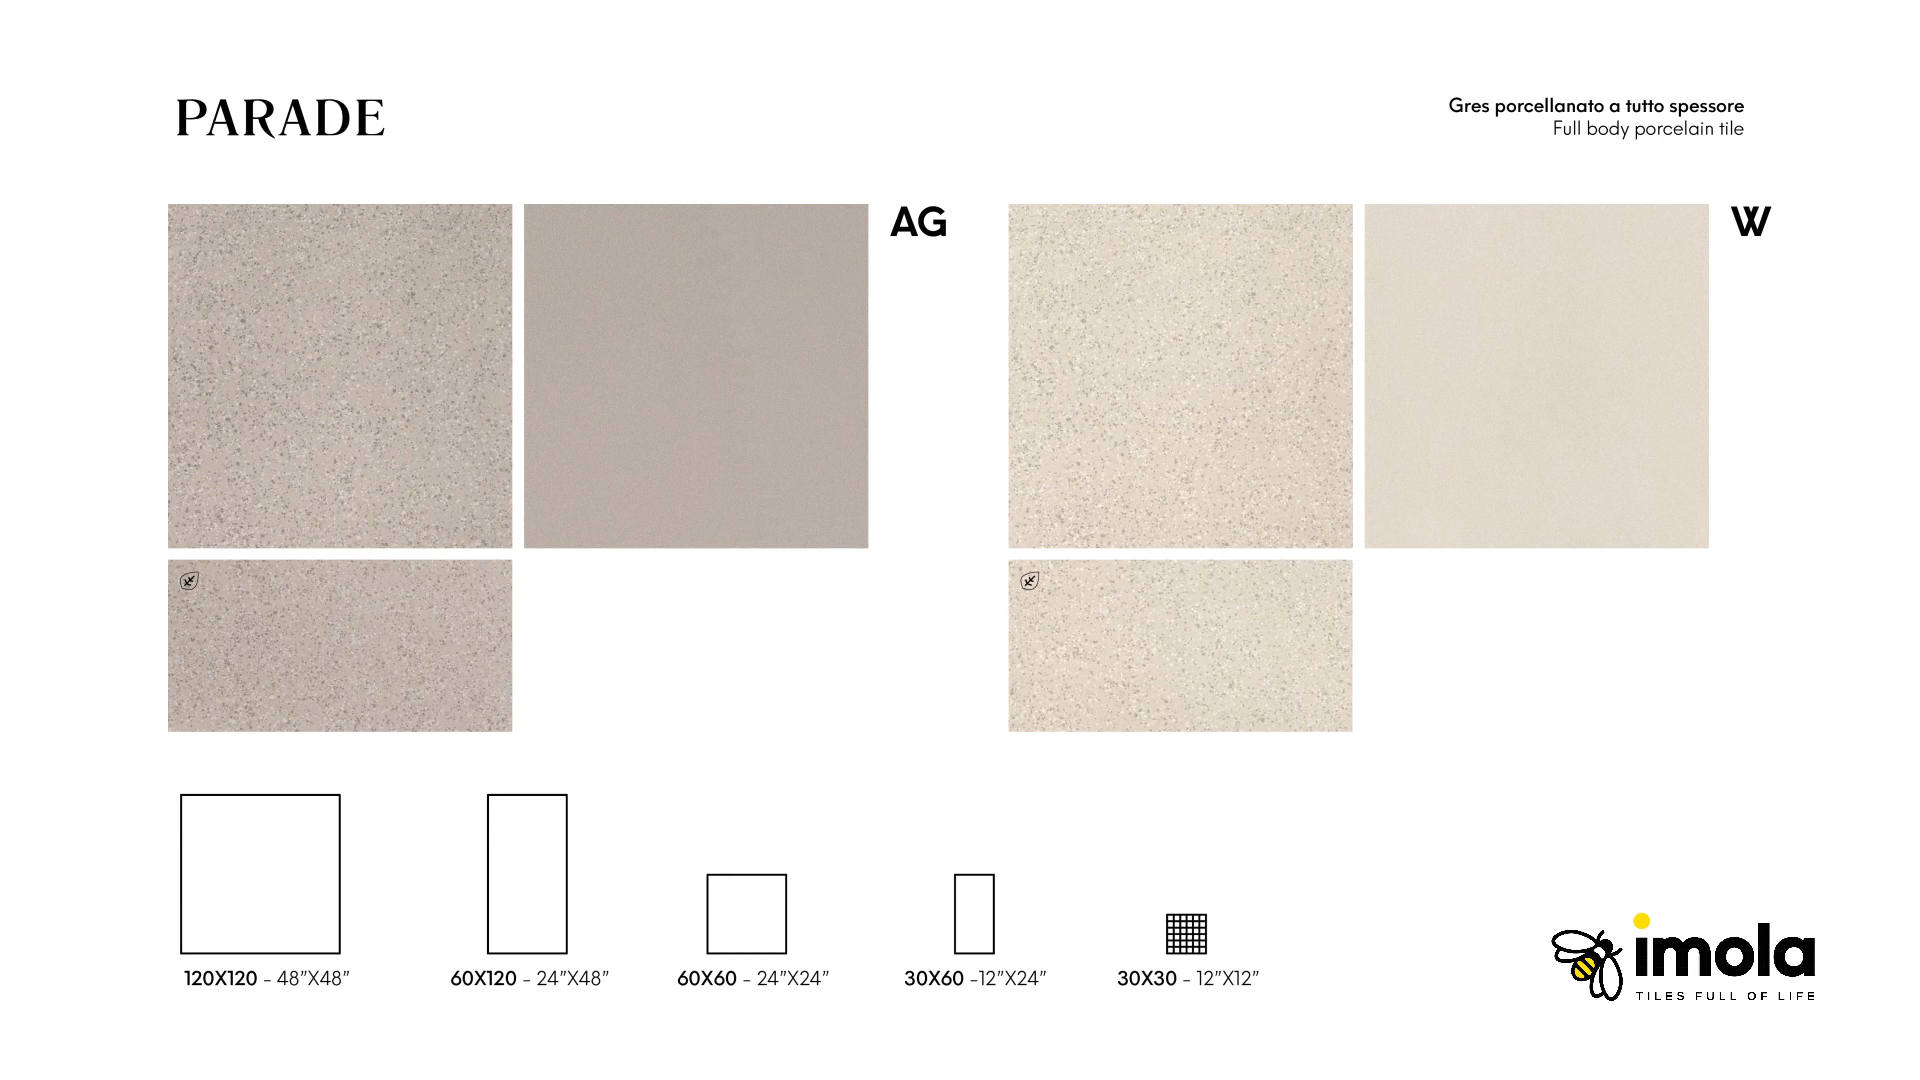 PARADE
Gres porcellanato a tutto spessore
Full body porcelain tile
AG
W
120X120 - 48”X48”
60X120 - 24”X48”
60X60 - 24”X24”
30X60 -12”X24”
30X30 - 12”X12”
imola
TILES FULL OF LIFE